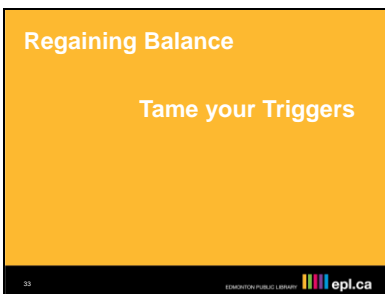 Regaining Balance
Tame your Triggers
33
EDMONTON PUBLIC LIBRARY epl.ca